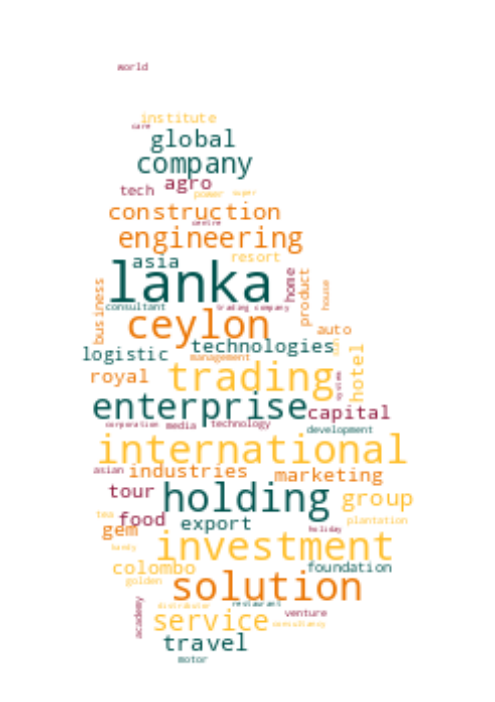 world
institute
care
global
company
tech agro
power super
construction
centre
engineering
resort
asia
lanka
home
product
house
business
consultant
trading company
ceylon
auto
technologies
logistic
management
hotel
royal
trading
system
enterprise
capital
corporation media technology
development
international
asian industries
marketing
tour
holding
group
tea
food
export
plantation
gem
holiday
kandy
investment
colombo
foundation
golden
solution
distributor restaurant
academy
venture
service
consultancy
travel
motor